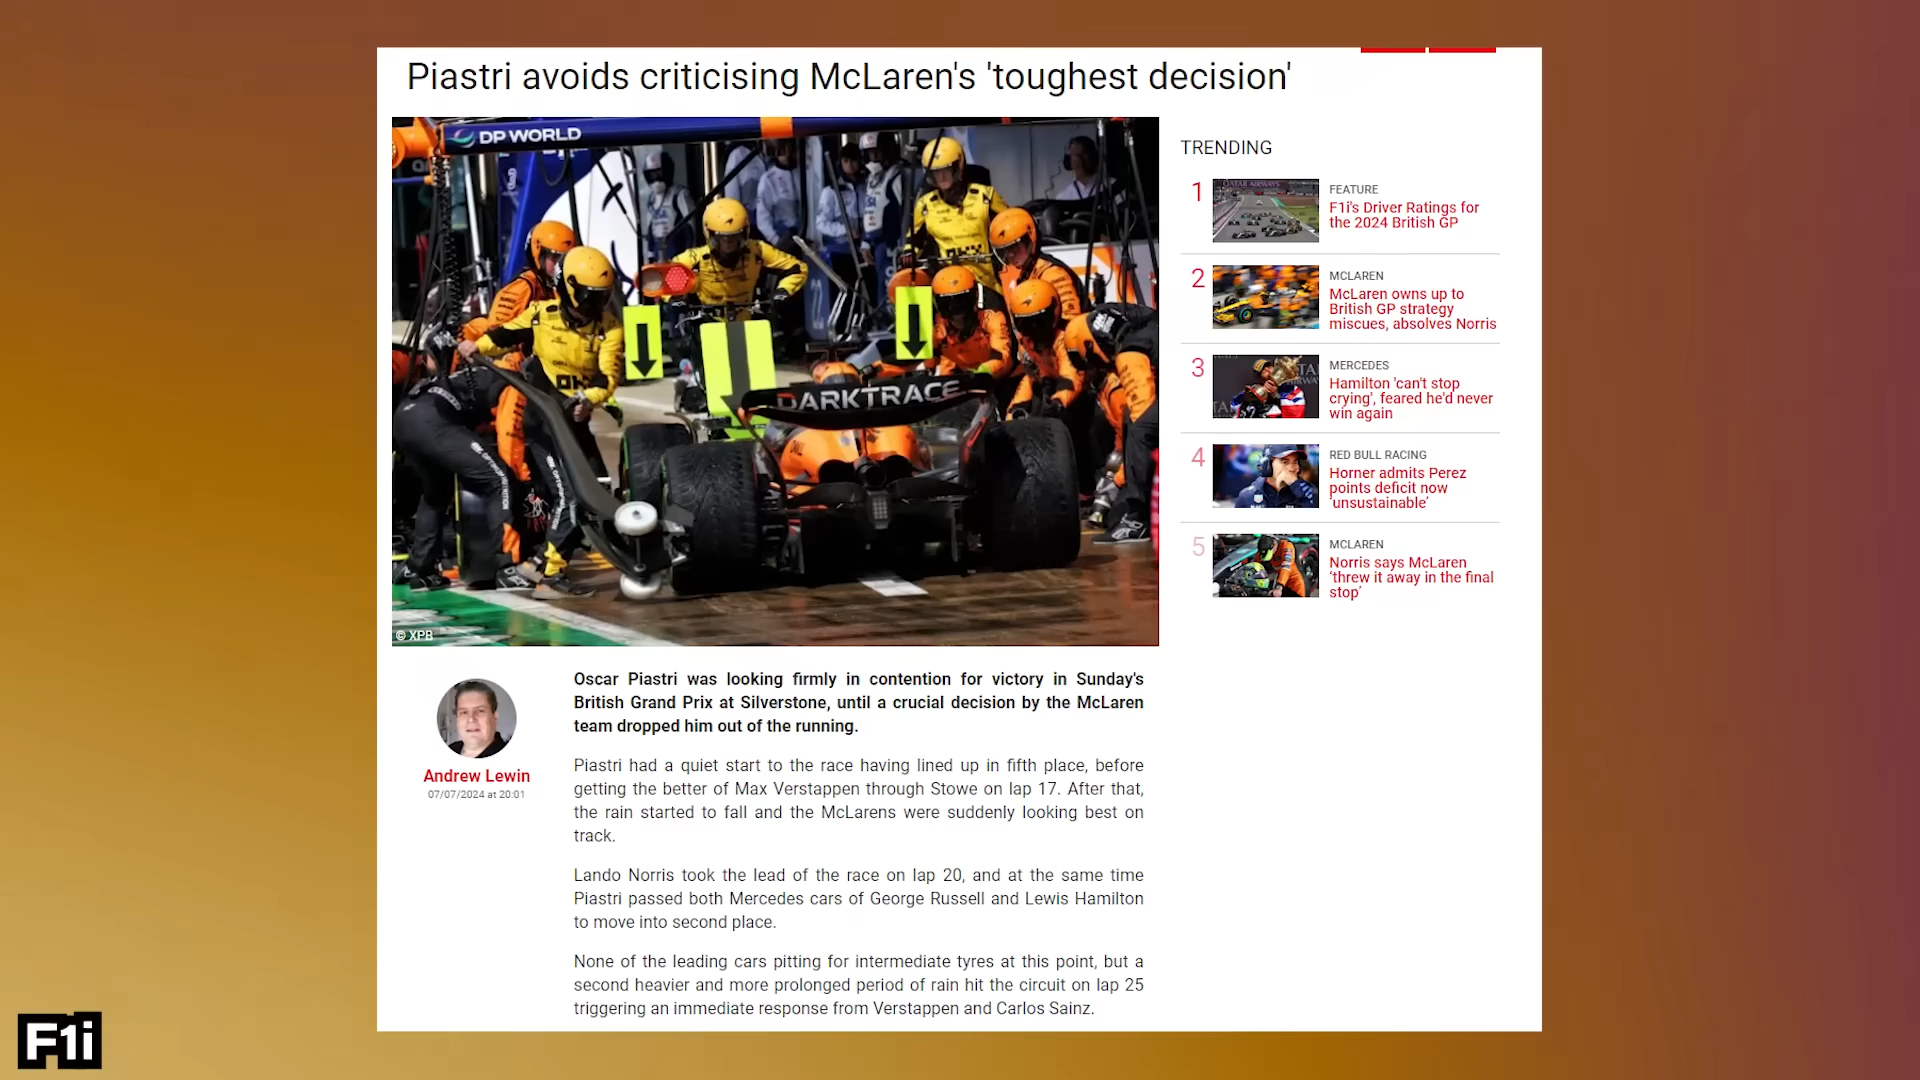 Piastri avoids criticising McLaren's 'toughest decision'
DP WORLD
DARKTRACE
© XPB
TRENDING
1
FEATURE
F1i's Driver Ratings for
the 2024 British GP
2
MCLAREN
McLaren owns up to
British GP strategy
miscues, absolves Norris
3
MERCEDES
Hamilton 'can't stop
crying', feared he'd never
win again
4
RED BULL RACING
Horner admits Perez
points deficit now
'unsustainable'
5
MCLAREN
Norris says McLaren
'threw it away in the final
stop'
Andrew Lewin
07/07/2024 at 20:01
Oscar Piastri was looking firmly in contention for victory in Sunday's
British Grand Prix at Silverstone, until a crucial decision by the McLaren
team dropped him out of the running.
Piastri had a quiet start to the race having lined up in fifth place, before
getting the better of Max Verstappen through Stowe on lap 17. After that,
the rain started to fall and the McLarens were suddenly looking best on
track.
Lando Norris took the lead of the race on lap 20, and at the same time
Piastri passed both Mercedes cars of George Russell and Lewis Hamilton
to move into second place.
None of the leading cars pitting for intermediate tyres at this point, but a
second heavier and more prolonged period of rain hit the circuit on lap 25
triggering an immediate response from Verstappen and Carlos Sainz.
F1i